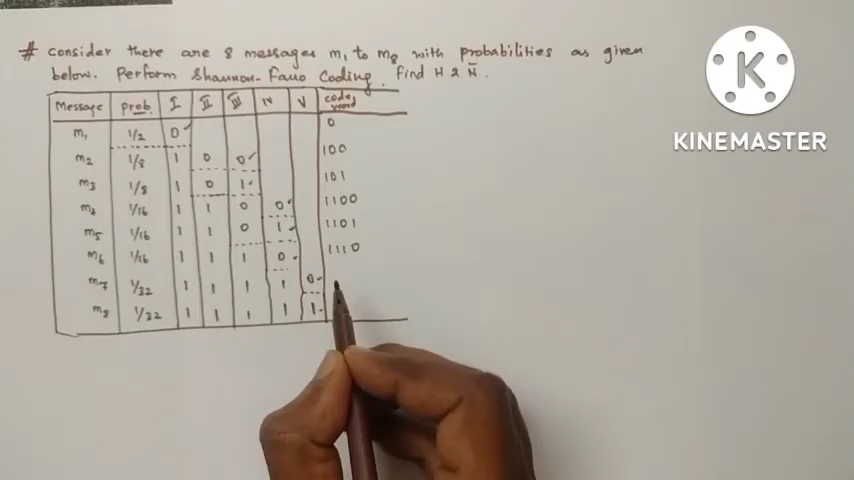 # Consider there are 8 messages m1 to m8 with probabilities as given
below. Perform Shannon-Fano Coding. Find H & N̄.
Message Prob. I II III IV V code word
m1 1/2 0 0
m2 1/8 1 0 0 100
m3 1/8 1 0 1 101
m4 1/16 1 1 0 0 1100
m5 1/16 1 1 0 1 1101
m6 1/16 1 1 1 0 1110
m7 1/32 1 1 1 1 0
m8 1/32 1 1 1 1 1
K
KINEMASTER